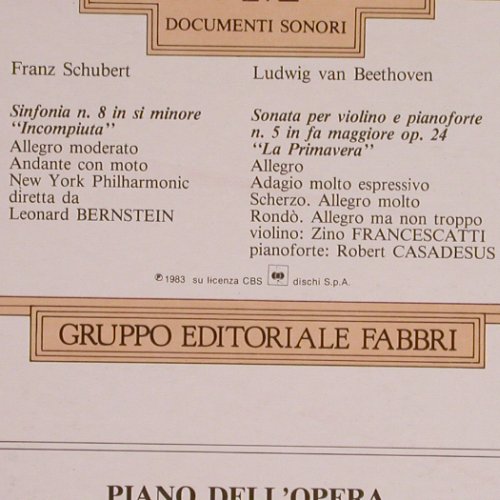 DOCUMENTI SONORI
Franz Schubert
Sinfonia n. 8 in si minore
"Incompiuta"
Allegro moderato
Andante con moto
New York Philharmonic
diretta da
Leonard BERNSTEIN
Ludwig van Beethoven
Sonata per violino e pianoforte
n. 5 in fa maggiore op. 24
"La Primavera"
Allegro
Adagio molto espressivo
Scherzo. Allegro molto
Rondò. Allegro ma non troppo
violino: Zino FRANCESCATTI
pianoforte: Robert CASADESUS
℗ 1983 su licenza CBS dischi S.p.A.
GRUPPO EDITORIALE FABBRI
PIANO DELL'OPERA